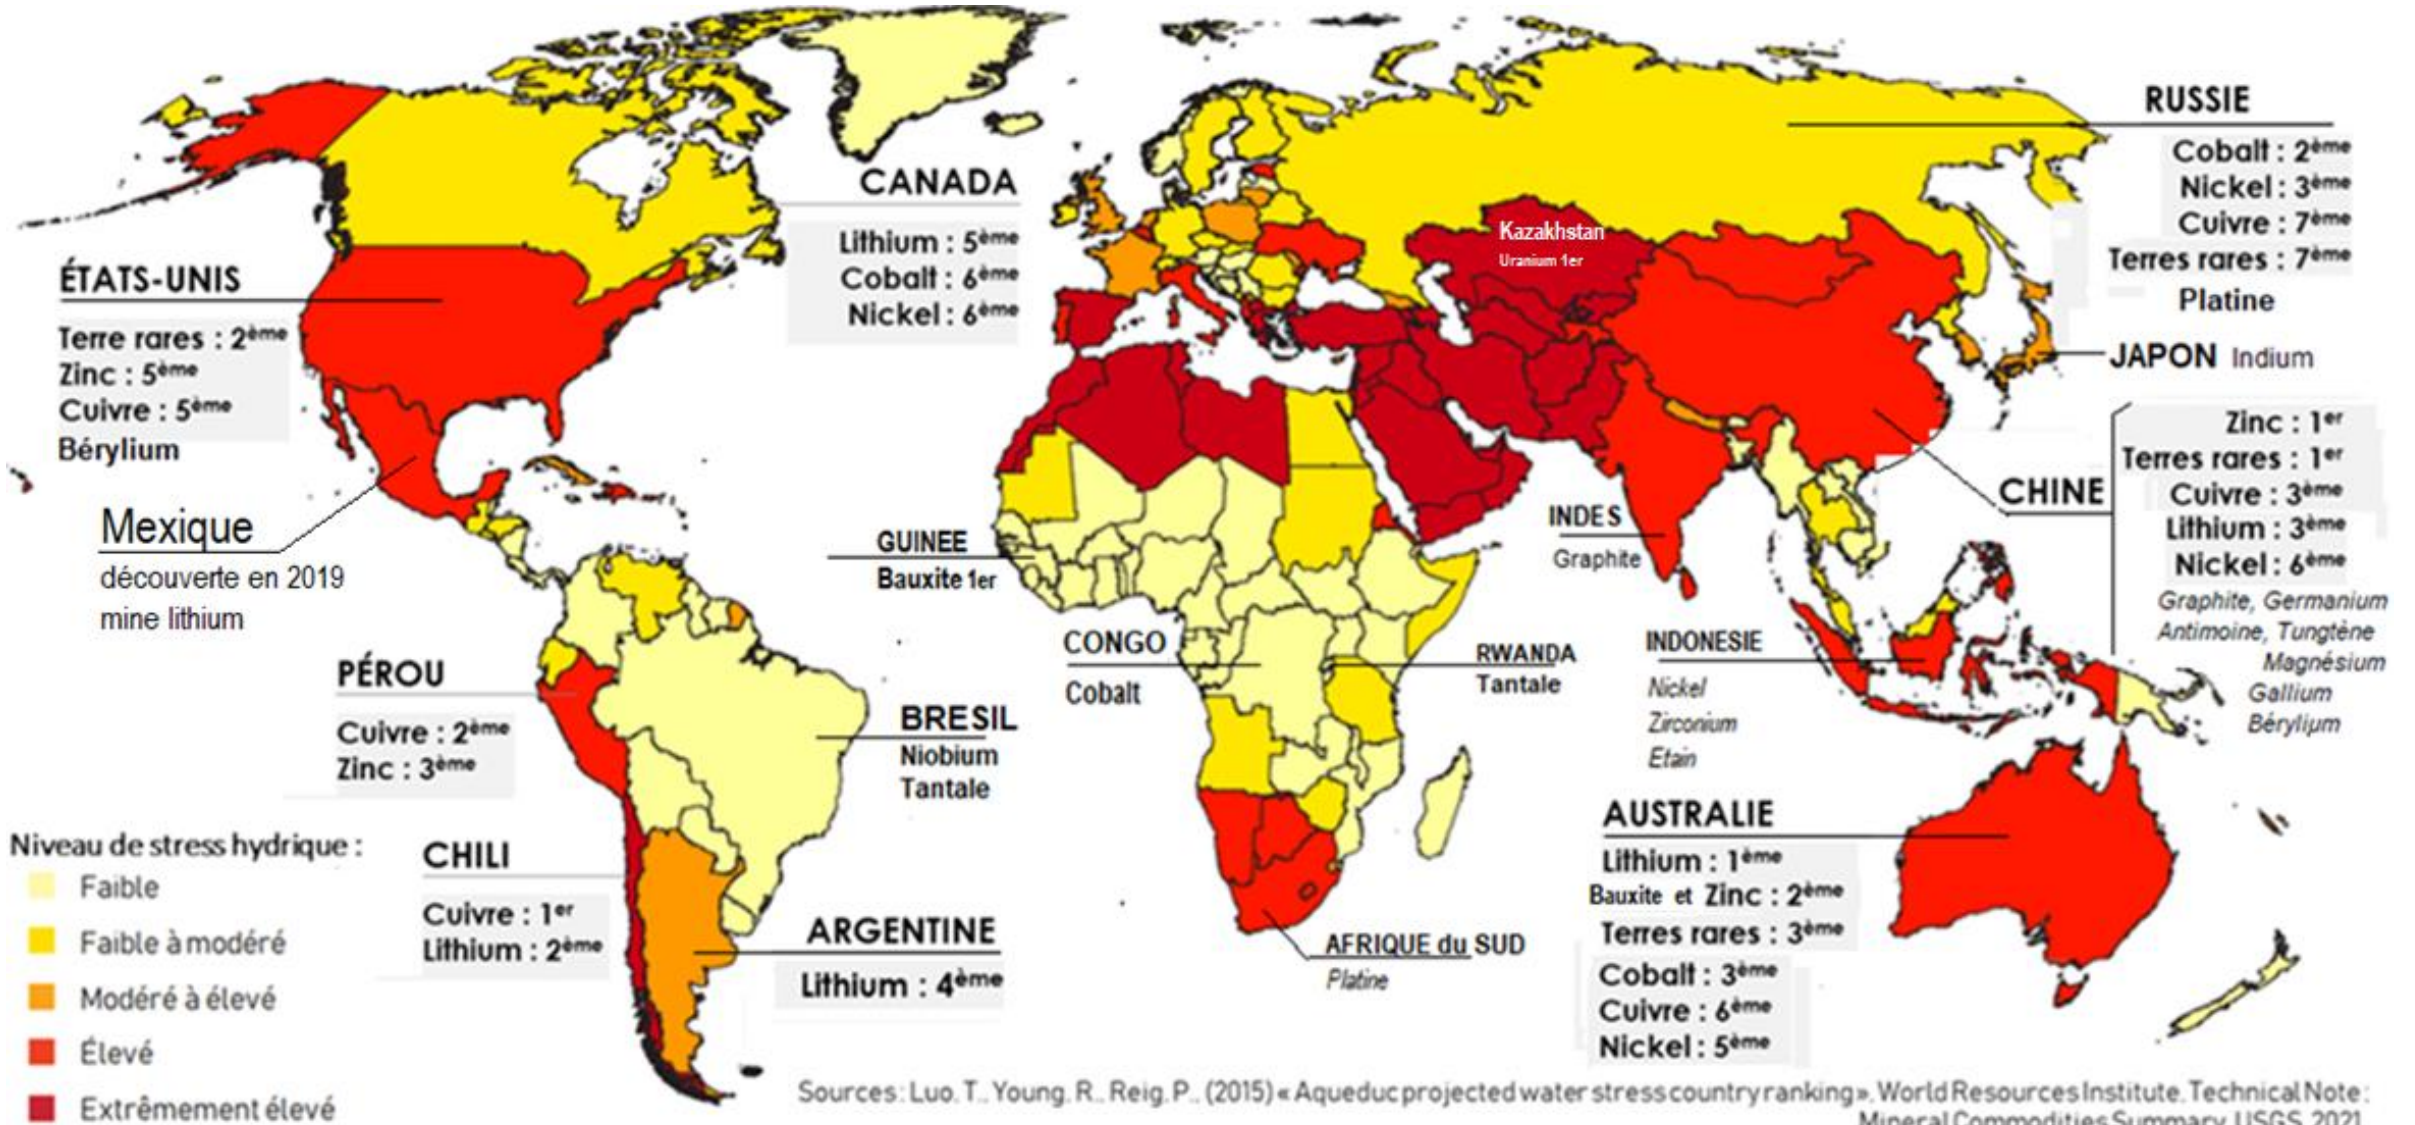 RUSSIE
Cobalt : 2ème
Nickel : 3ème
Cuivre : 7ème
Terres rares : 7ème
Platine
CANADA
Lithium : 5ème
Cobalt : 6ème
Nickel : 6ème
Kazakhstan
Uranium 1er
ÉTATS-UNIS
Terre rares : 2ème
Zinc : 5ème
Cuivre : 5ème
Bérylium
JAPON Indium
Mexique
découverte en 2019
mine lithium
CHINE
Zinc : 1er
Terres rares : 1er
Cuivre : 3ème
Lithium : 3ème
Nickel : 6ème
Graphite, Germanium
Antimoine, Tungtène
Magnésium
Gallium
Bérylium
INDES
Graphite
GUINEE
Bauxite 1er
CONGO
Cobalt
RWANDA
Tantale
INDONESIE
Nickel
Zirconium
Etain
PÉROU
Cuivre : 2ème
Zinc : 3ème
BRESIL
Niobium
Tantale
CHILI
Cuivre : 1er
Lithium : 2ème
ARGENTINE
Lithium : 4ème
AFRIQUE du SUD
Platine
AUSTRALIE
Lithium : 1ème
Bauxite et Zinc : 2ème
Terres rares : 3ème
Cobalt : 3ème
Cuivre : 6ème
Nickel : 5ème
Niveau de stress hydrique :
Faible
Faible à modéré
Modéré à élevé
Élevé
Extrêmement élevé
Sources : Luo. T.. Young. R.. Reig. P.. (2015) « Aqueduc projected water stress country ranking ». World Resources Institute. Technical Note :
Mineral Commodities Summary. USGS. 2021